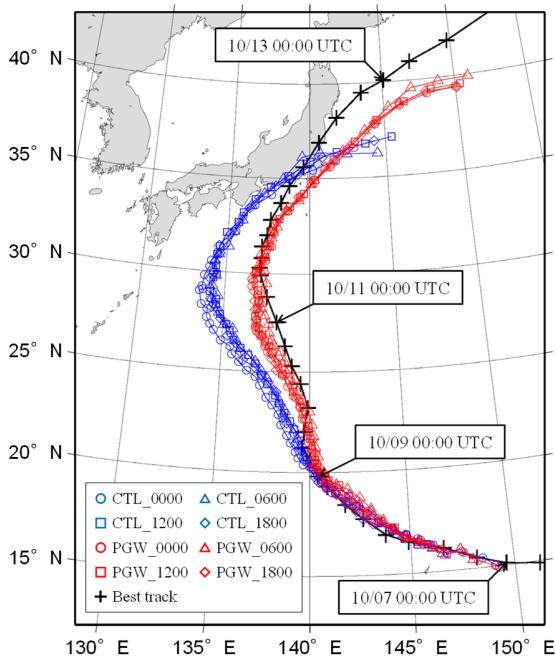 40° N
35° N
30° N
25° N
20° N
15° N
10/13 00:00 UTC
10/11 00:00 UTC
10/09 00:00 UTC
10/07 00:00 UTC
CTL_0000 CTL_0600
CTL_1200 CTL_1800
PGW_0000 PGW_0600
PGW_1200 PGW_1800
Best track
130° E 135° E 140° E 145° E 150° E